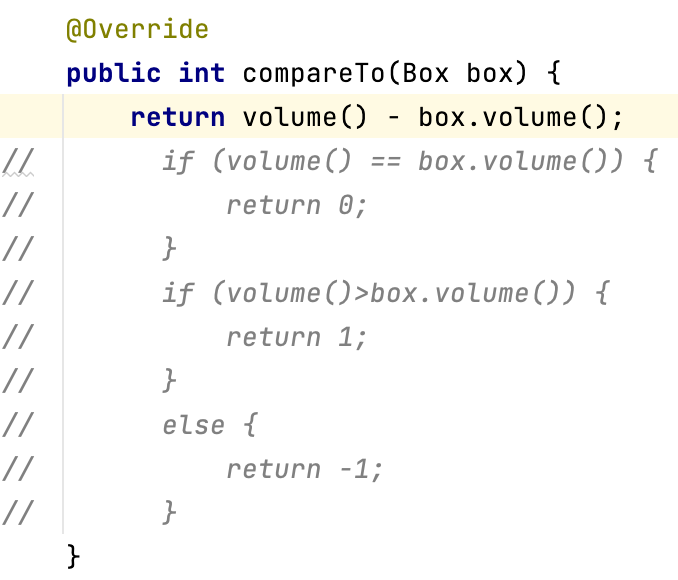 @Override
public int compareTo(Box box) {
    return volume() - box.volume();
//        if (volume() == box.volume()) {
//            return 0;
//        }
//        if (volume()>box.volume()) {
//            return 1;
//        }
//        else {
//            return -1;
//        }
}